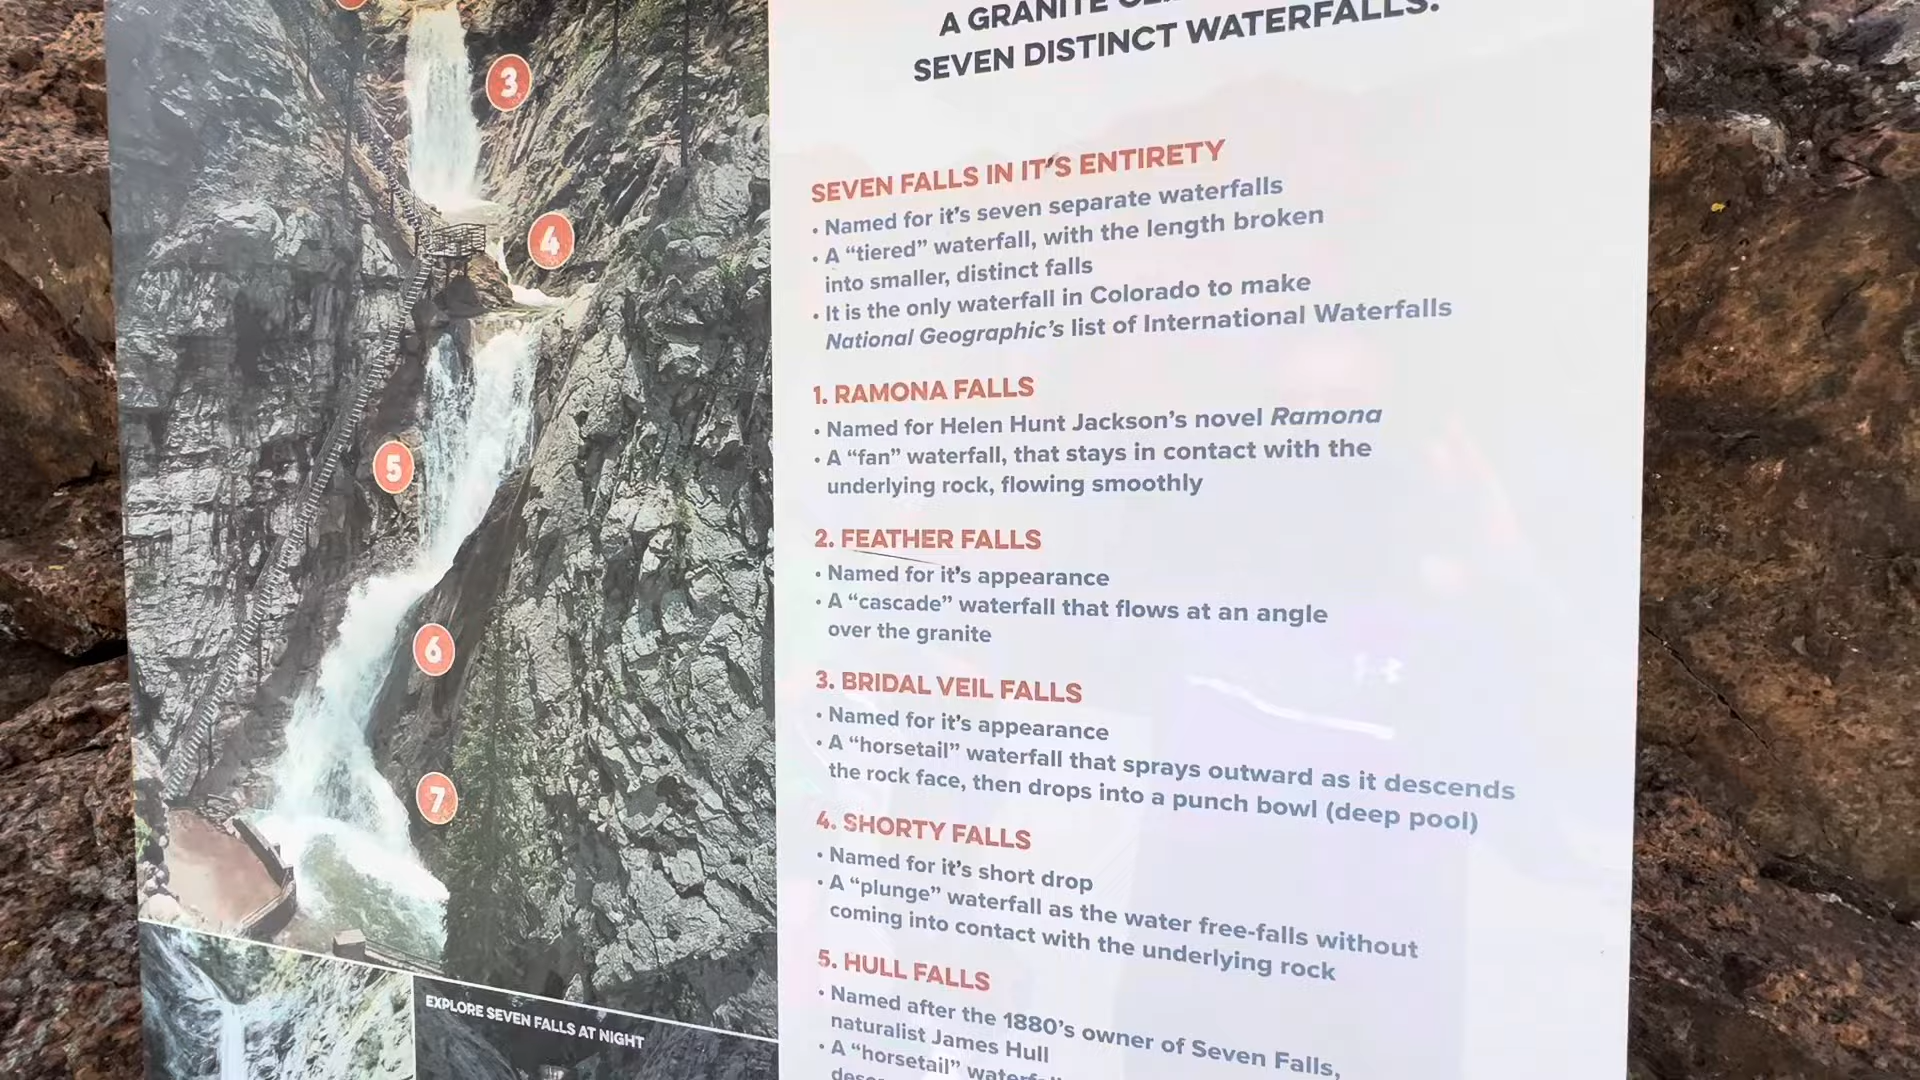 A GRANITE
SEVEN DISTINCT WATERFALLS.
3
4
5
6
7
EXPLORE SEVEN FALLS AT NIGHT
SEVEN FALLS IN IT'S ENTIRETY
• Named for it's seven separate waterfalls
• A “tiered” waterfall, with the length broken
into smaller, distinct falls
• It is the only waterfall in Colorado to make
National Geographic's list of International Waterfalls
1. RAMONA FALLS
• Named for Helen Hunt Jackson's novel Ramona
• A “fan” waterfall, that stays in contact with the
underlying rock, flowing smoothly
2. FEATHER FALLS
• Named for it's appearance
• A “cascade” waterfall that flows at an angle
over the granite
3. BRIDAL VEIL FALLS
• Named for it's appearance
• A “horsetail” waterfall that sprays outward as it descends
the rock face, then drops into a punch bowl (deep pool)
4. SHORTY FALLS
• Named for it's short drop
• A “plunge” waterfall as the water free-falls without
coming into contact with the underlying rock
5. HULL FALLS
• Named after the 1880's owner of Seven Falls,
naturalist James Hull
• A “horsetail”